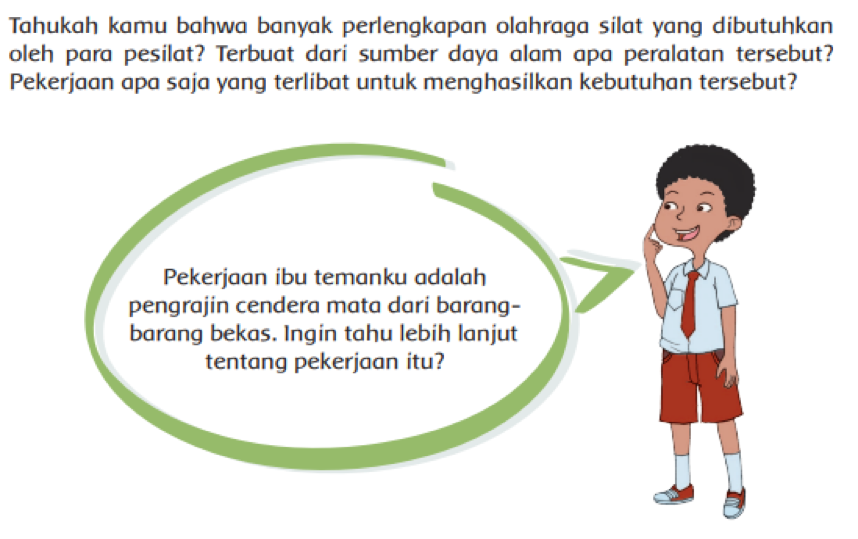 Tahukah kamu bahwa banyak perlengkapan olahraga silat yang dibutuhkan
oleh para pesilat? Terbuat dari sumber daya alam apa peralatan tersebut?
Pekerjaan apa saja yang terlibat untuk menghasilkan kebutuhan tersebut?
Pekerjaan ibu temanku adalah
pengrajin cendera mata dari barang-
barang bekas. Ingin tahu lebih lanjut
tentang pekerjaan itu?